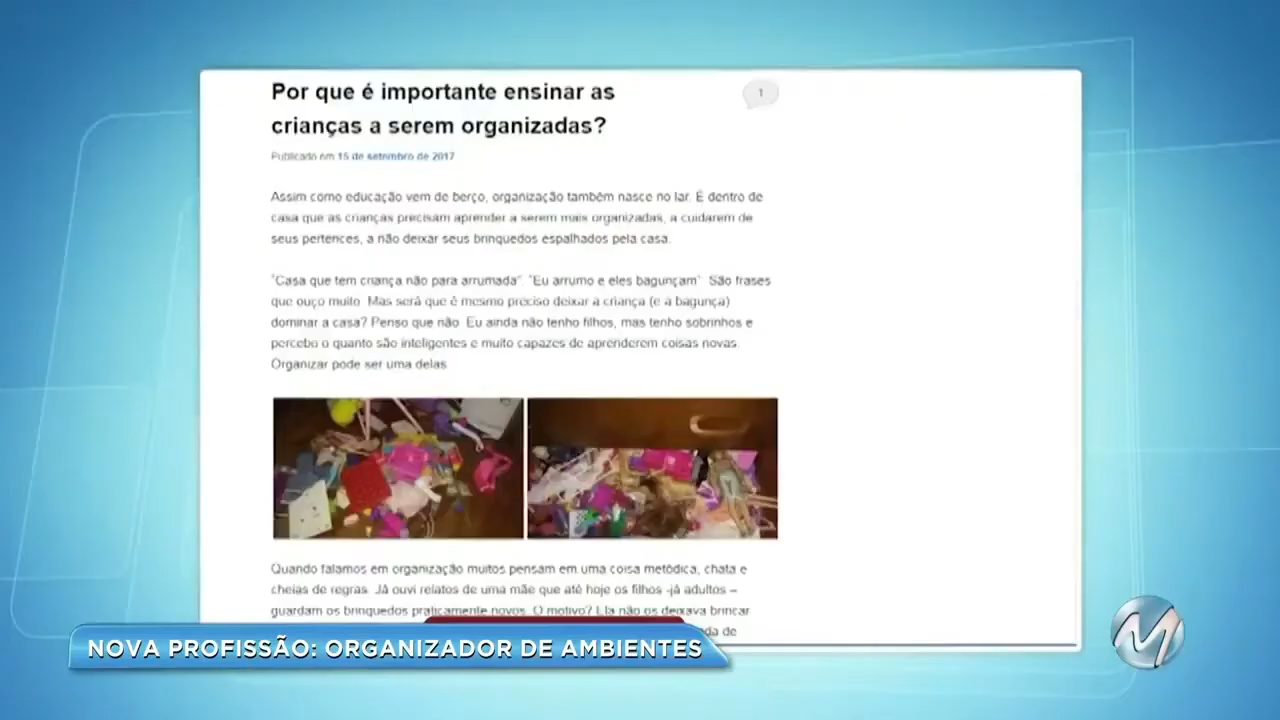 Por que é importante ensinar as
crianças a serem organizadas?
1
Publicado em 15 de setembro de 2017
Assim como educação vem de berço, organização também nasce no lar. É dentro de
casa que as crianças precisam aprender a serem mais organizadas, a cuidarem de
seus pertences, a não deixar seus brinquedos espalhados pela casa.
"Casa que tem criança não para arrumada". "Eu arrumo e eles bagunçam". São frases
que ouço muito. Mas será que é mesmo preciso deixar a criança (e a bagunça)
dominar a casa? Penso que não. Eu ainda não tenho filhos, mas tenho sobrinhos e
percebo o quanto são inteligentes e muito capazes de aprenderem coisas novas.
Organizar pode ser uma delas.
Quando falamos em organização muitos pensam em uma coisa metódica, chata e
cheias de regras. Já ouvi relatos de uma mãe que até hoje os filhos -já adultos –
guardam os brinquedos praticamente novos. O motivo? Ela não os deixava brincar
de
NOVA PROFISSÃO: ORGANIZADOR DE AMBIENTES
M